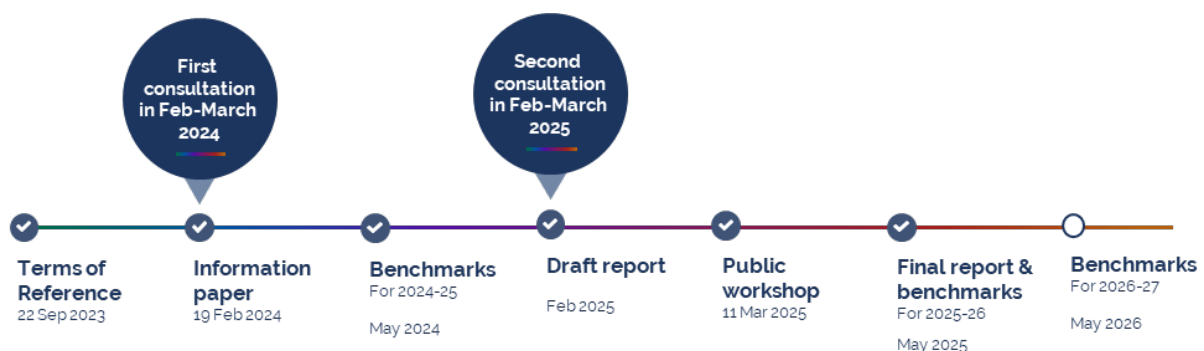 First
consultation
in Feb-March
2024
Second
consultation
in Feb-March
2025
Terms of
Reference
22 Sep 2023
Information
paper
19 Feb 2024
Benchmarks
For 2024-25
May 2024
Draft report
Feb 2025
Public
workshop
11 Mar 2025
Final report &
benchmarks
For 2025-26
May 2025
Benchmarks
For 2026-27
May 2026